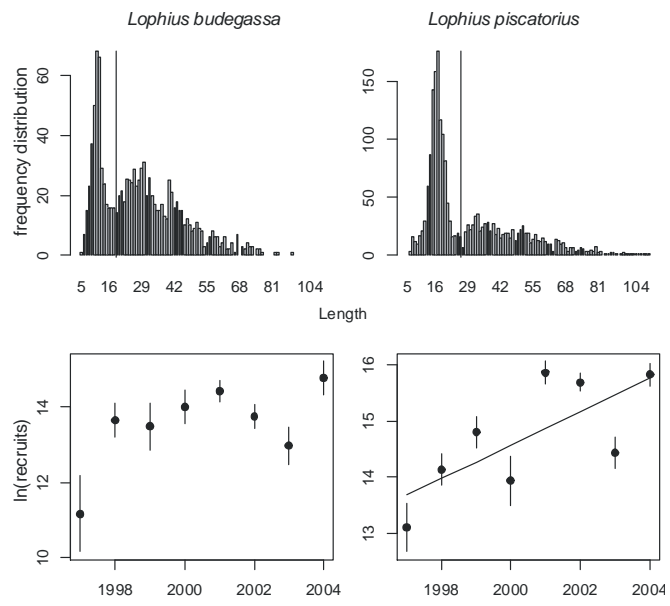 Lophius budegassa
Lophius piscatorius
frequency distribution
60
40
20
0
150
100
50
0
5 16 29 42 55 68 81 104
5 16 29 42 55 68 81 104
Length
ln(recruits)
14
12
10
16
15
14
13
1998 2000 2002 2004
1998 2000 2002 2004